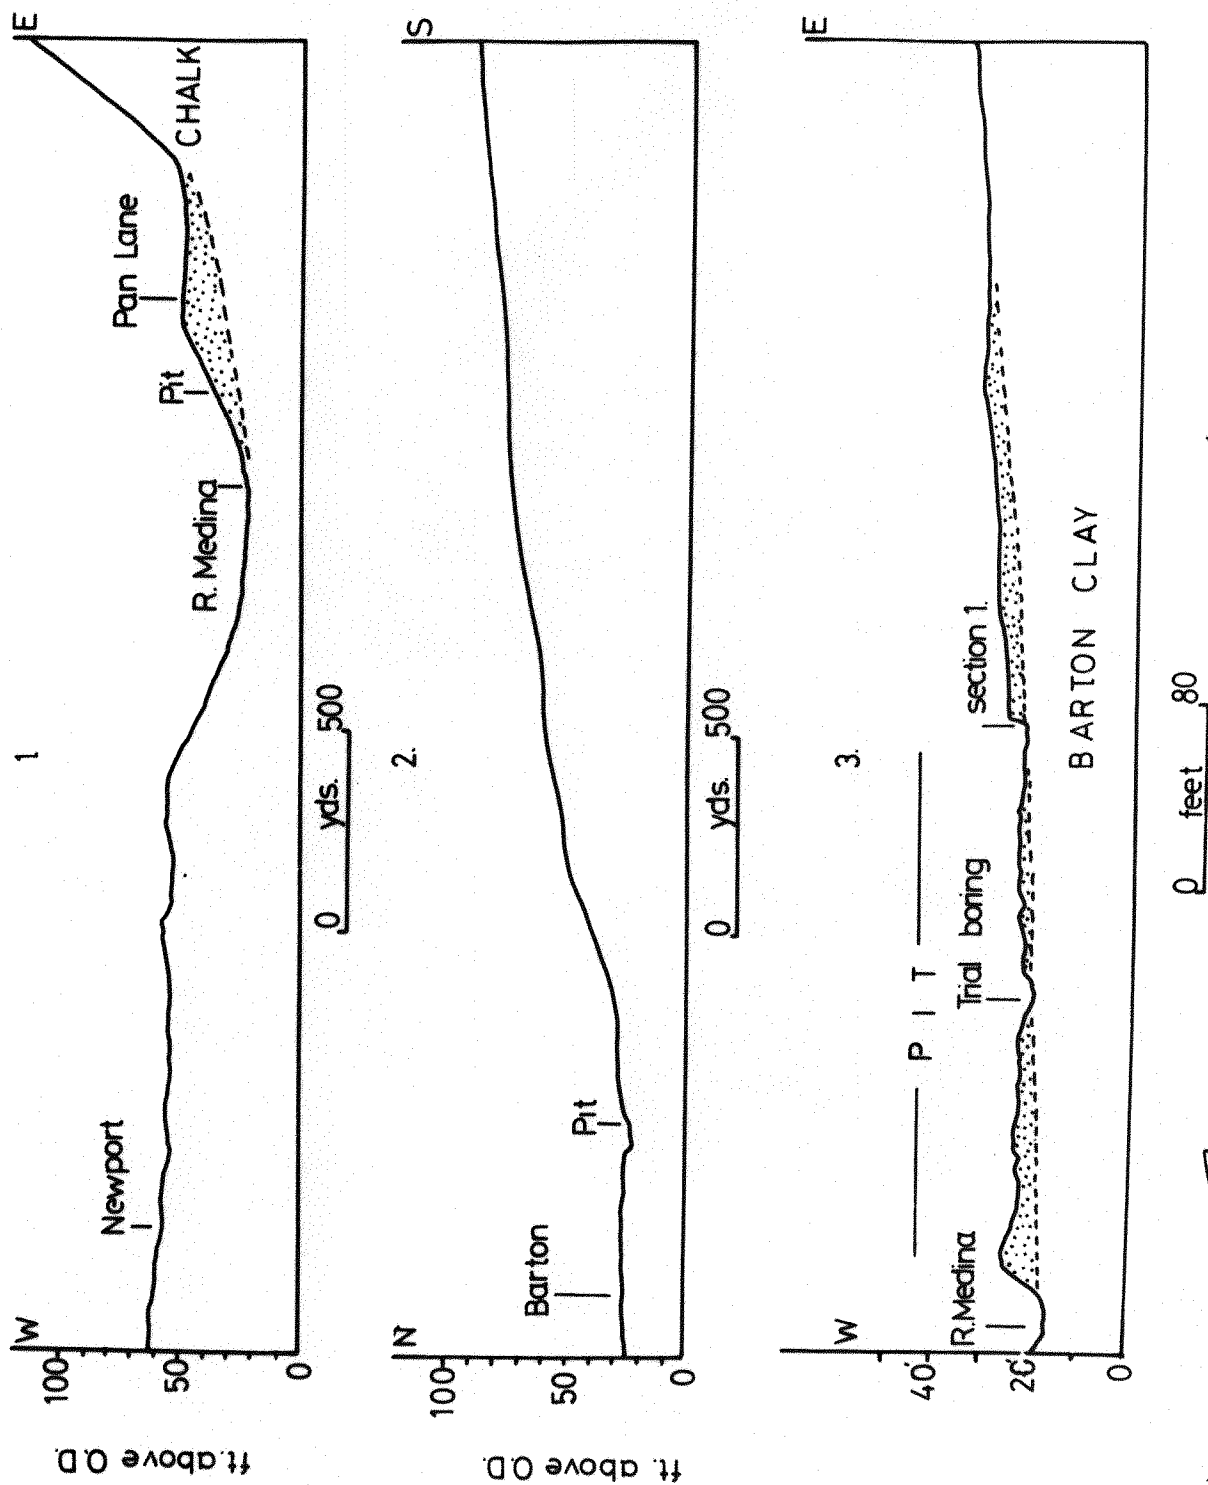 1.
W
E
Newport
R. Medina
Pit
Pan Lane
CHALK
100
50
0
ft. above O.D.
0 yds. 500
2.
N
S
Barton
Pit
100
50
0
ft. above O.D.
0 yds. 500
3.
W
E
PIT
R. Medina
Trial boring
section 1.
40'
20'
0
BARTON CLAY
0 feet 80